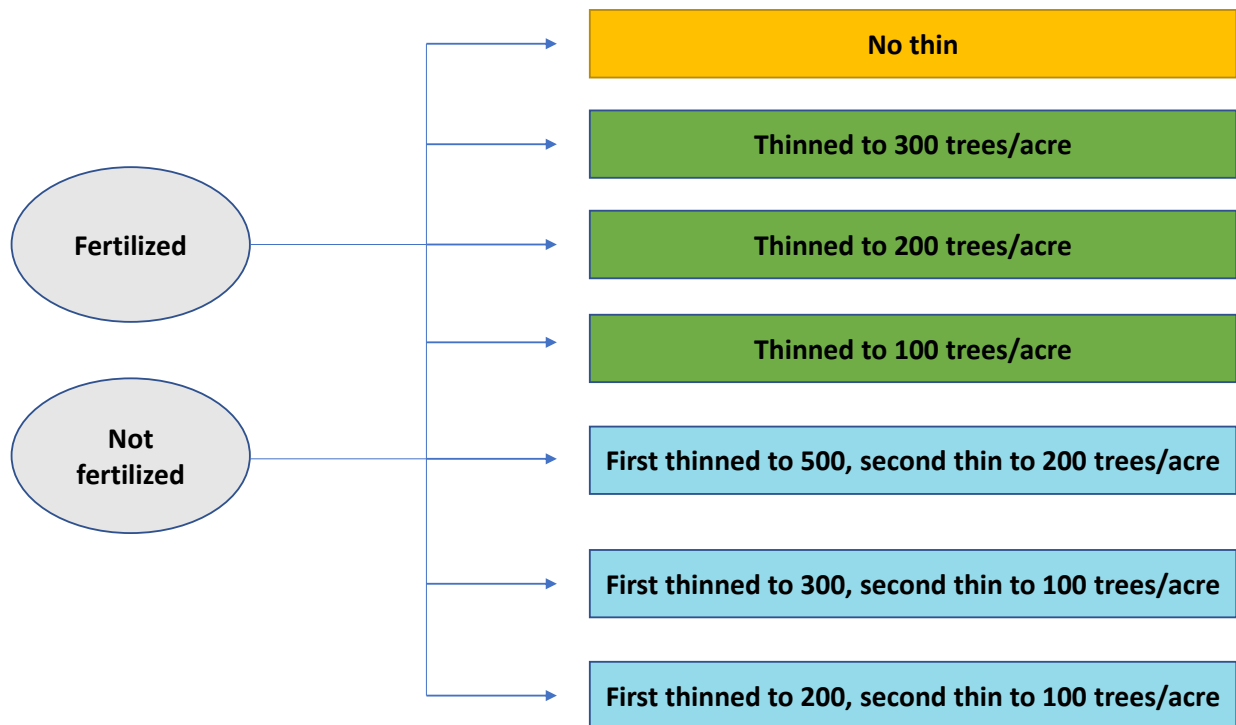 No thin
Thinned to 300 trees/acre
Fertilized
Thinned to 200 trees/acre
Thinned to 100 trees/acre
Not
fertilized
First thinned to 500, second thin to 200 trees/acre
First thinned to 300, second thin to 100 trees/acre
First thinned to 200, second thin to 100 trees/acre